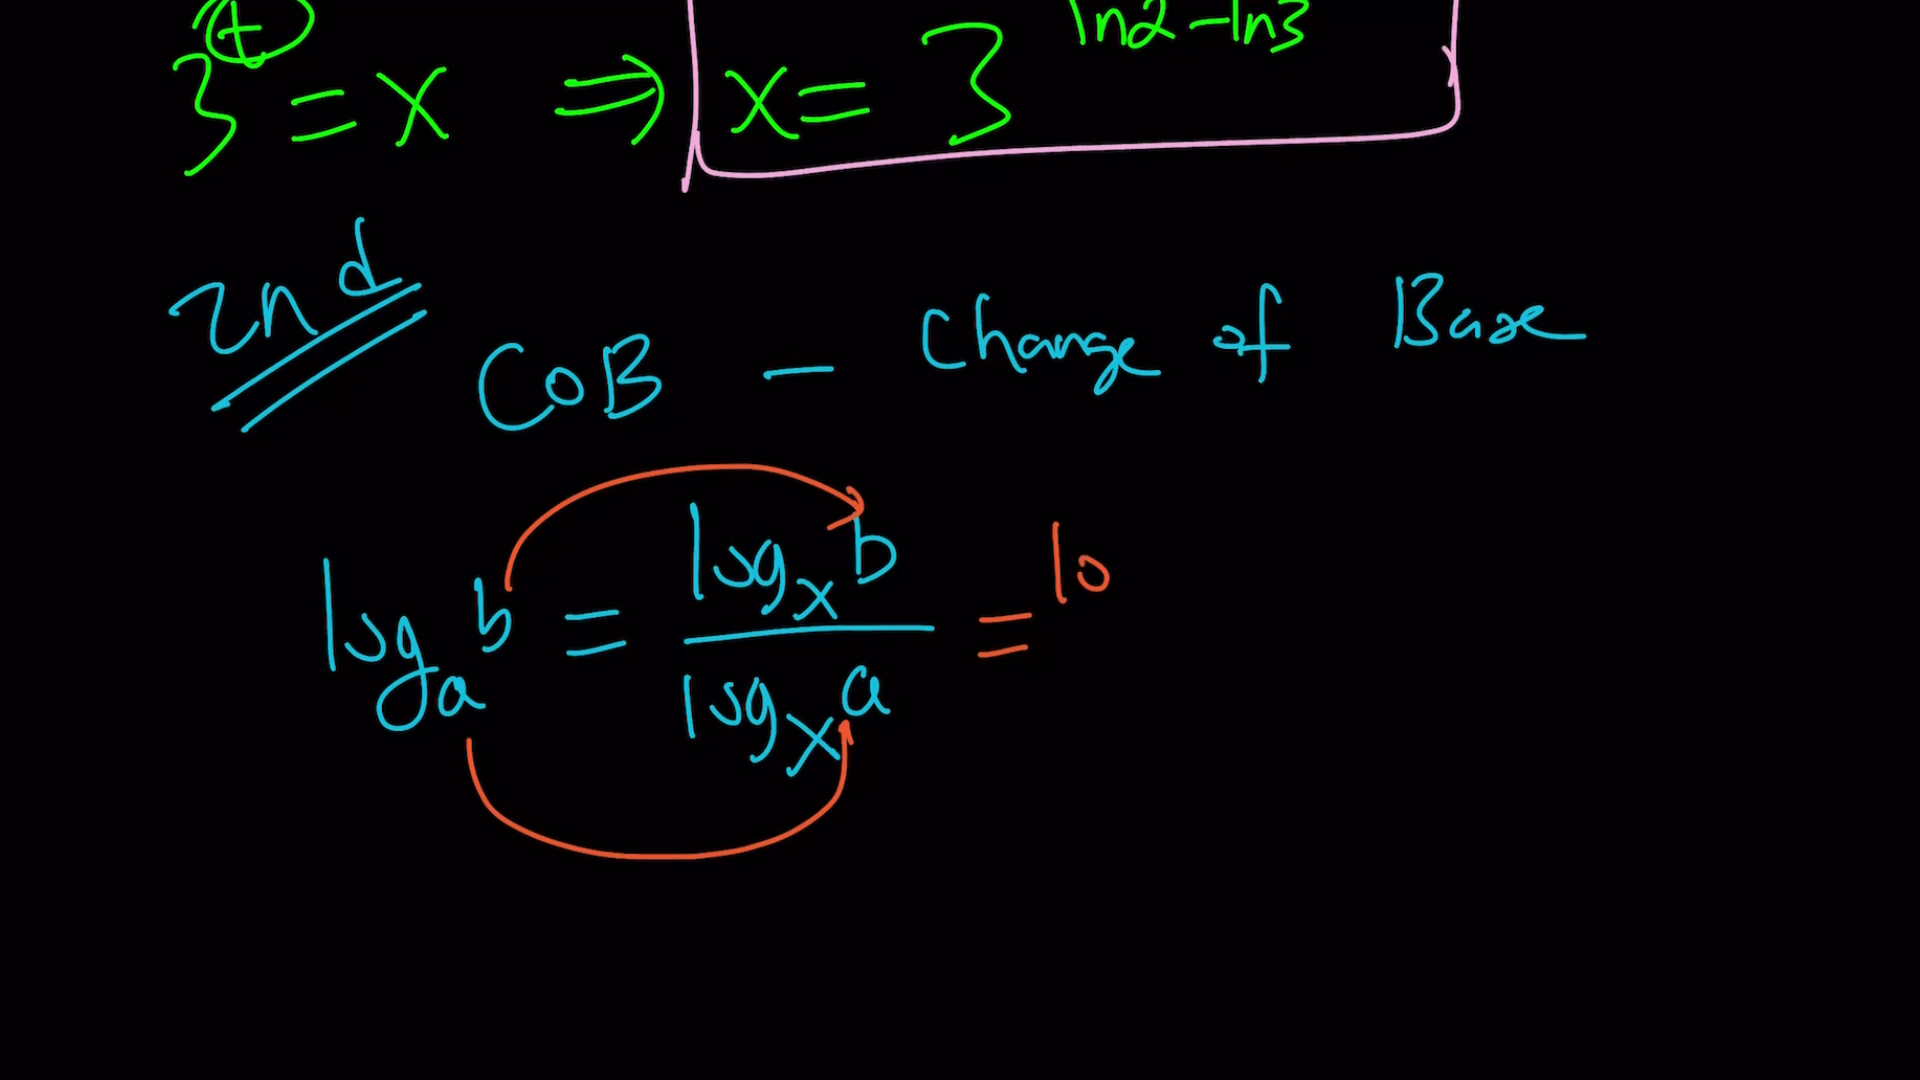 3^t = x ⇒ x = 3^{ln2 - ln3}
2nd
CoB - Change of Base
log_a b = log_x b / log_x a = lo